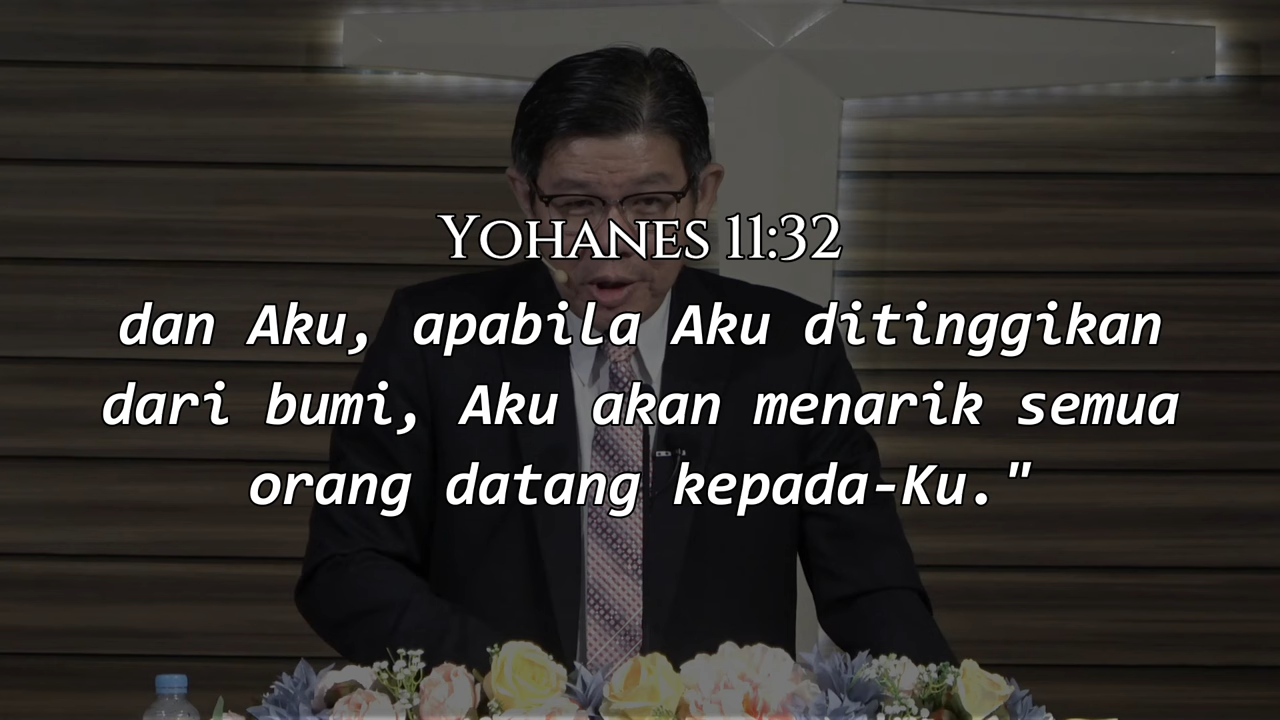 Yohanes 11:32
dan Aku, apabila Aku ditinggikan
dari bumi, Aku akan menarik semua
orang datang kepada-Ku."